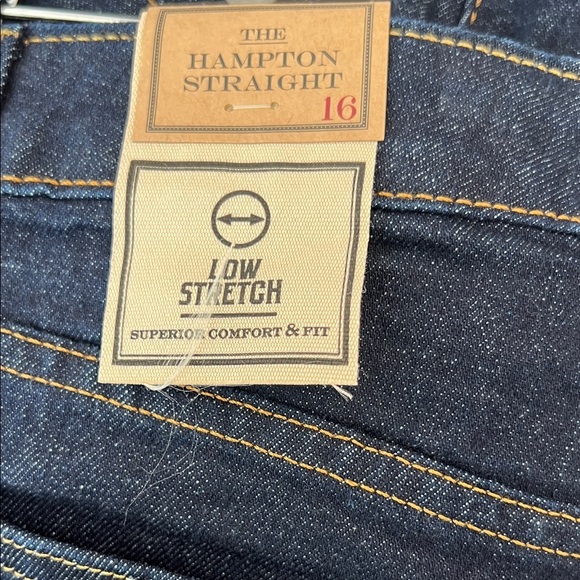 THE
HAMPTON
STRAIGHT
16
LOW
STRETCH
SUPERIOR COMFORT & FIT